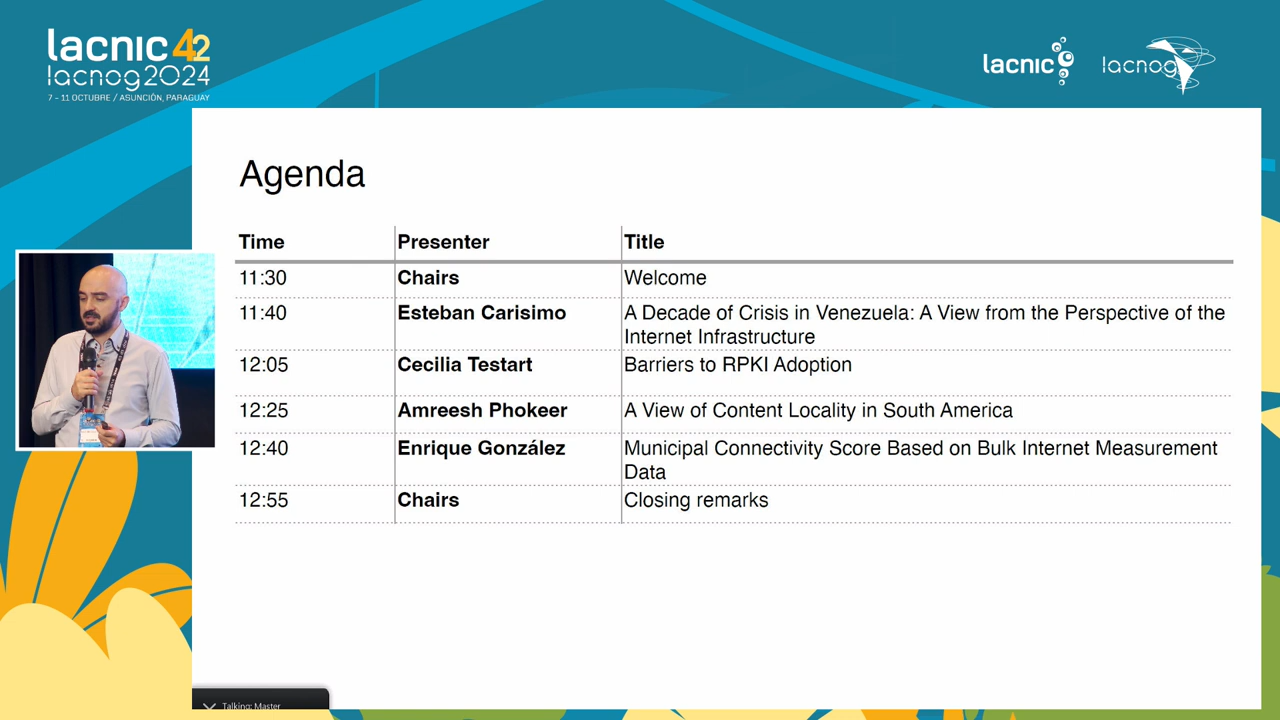 lacnic 42
lacnog2024
7 - 11 OCTUBRE / ASUNCIÓN, PARAGUAY
lacnic
lacnog
Agenda
Time Presenter Title
11:30 Chairs Welcome
11:40 Esteban Carisimo A Decade of Crisis in Venezuela: A View from the Perspective of the
Internet Infrastructure
12:05 Cecilia Testart Barriers to RPKI Adoption
12:25 Amreesh Phokeer A View of Content Locality in South America
12:40 Enrique González Municipal Connectivity Score Based on Bulk Internet Measurement
Data
12:55 Chairs Closing remarks
Talking: Master